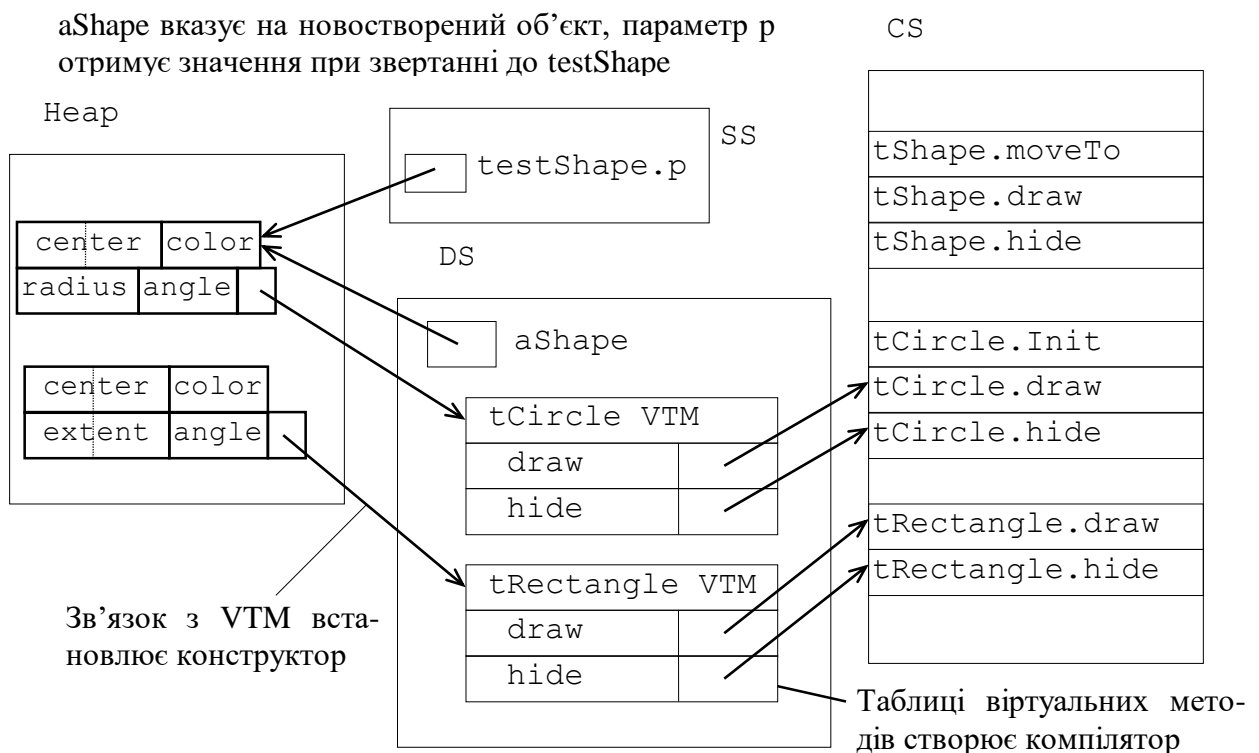 aShape вказує на новостворений об’єкт, параметр p
отримує значення при звертанні до testShape
CS
Heap
SS
testShape.p
tShape.moveTo
tShape.draw
tShape.hide
center color
radius angle
DS
aShape
tCircle.Init
tCircle.draw
tCircle.hide
center color
extent angle
tCircle VTM
draw
hide
tRectangle.draw
tRectangle.hide
tRectangle VTM
draw
hide
Зв’язок з VTM вста-
новлює конструктор
Таблиці віртуальних мето-
дів створює компілятор